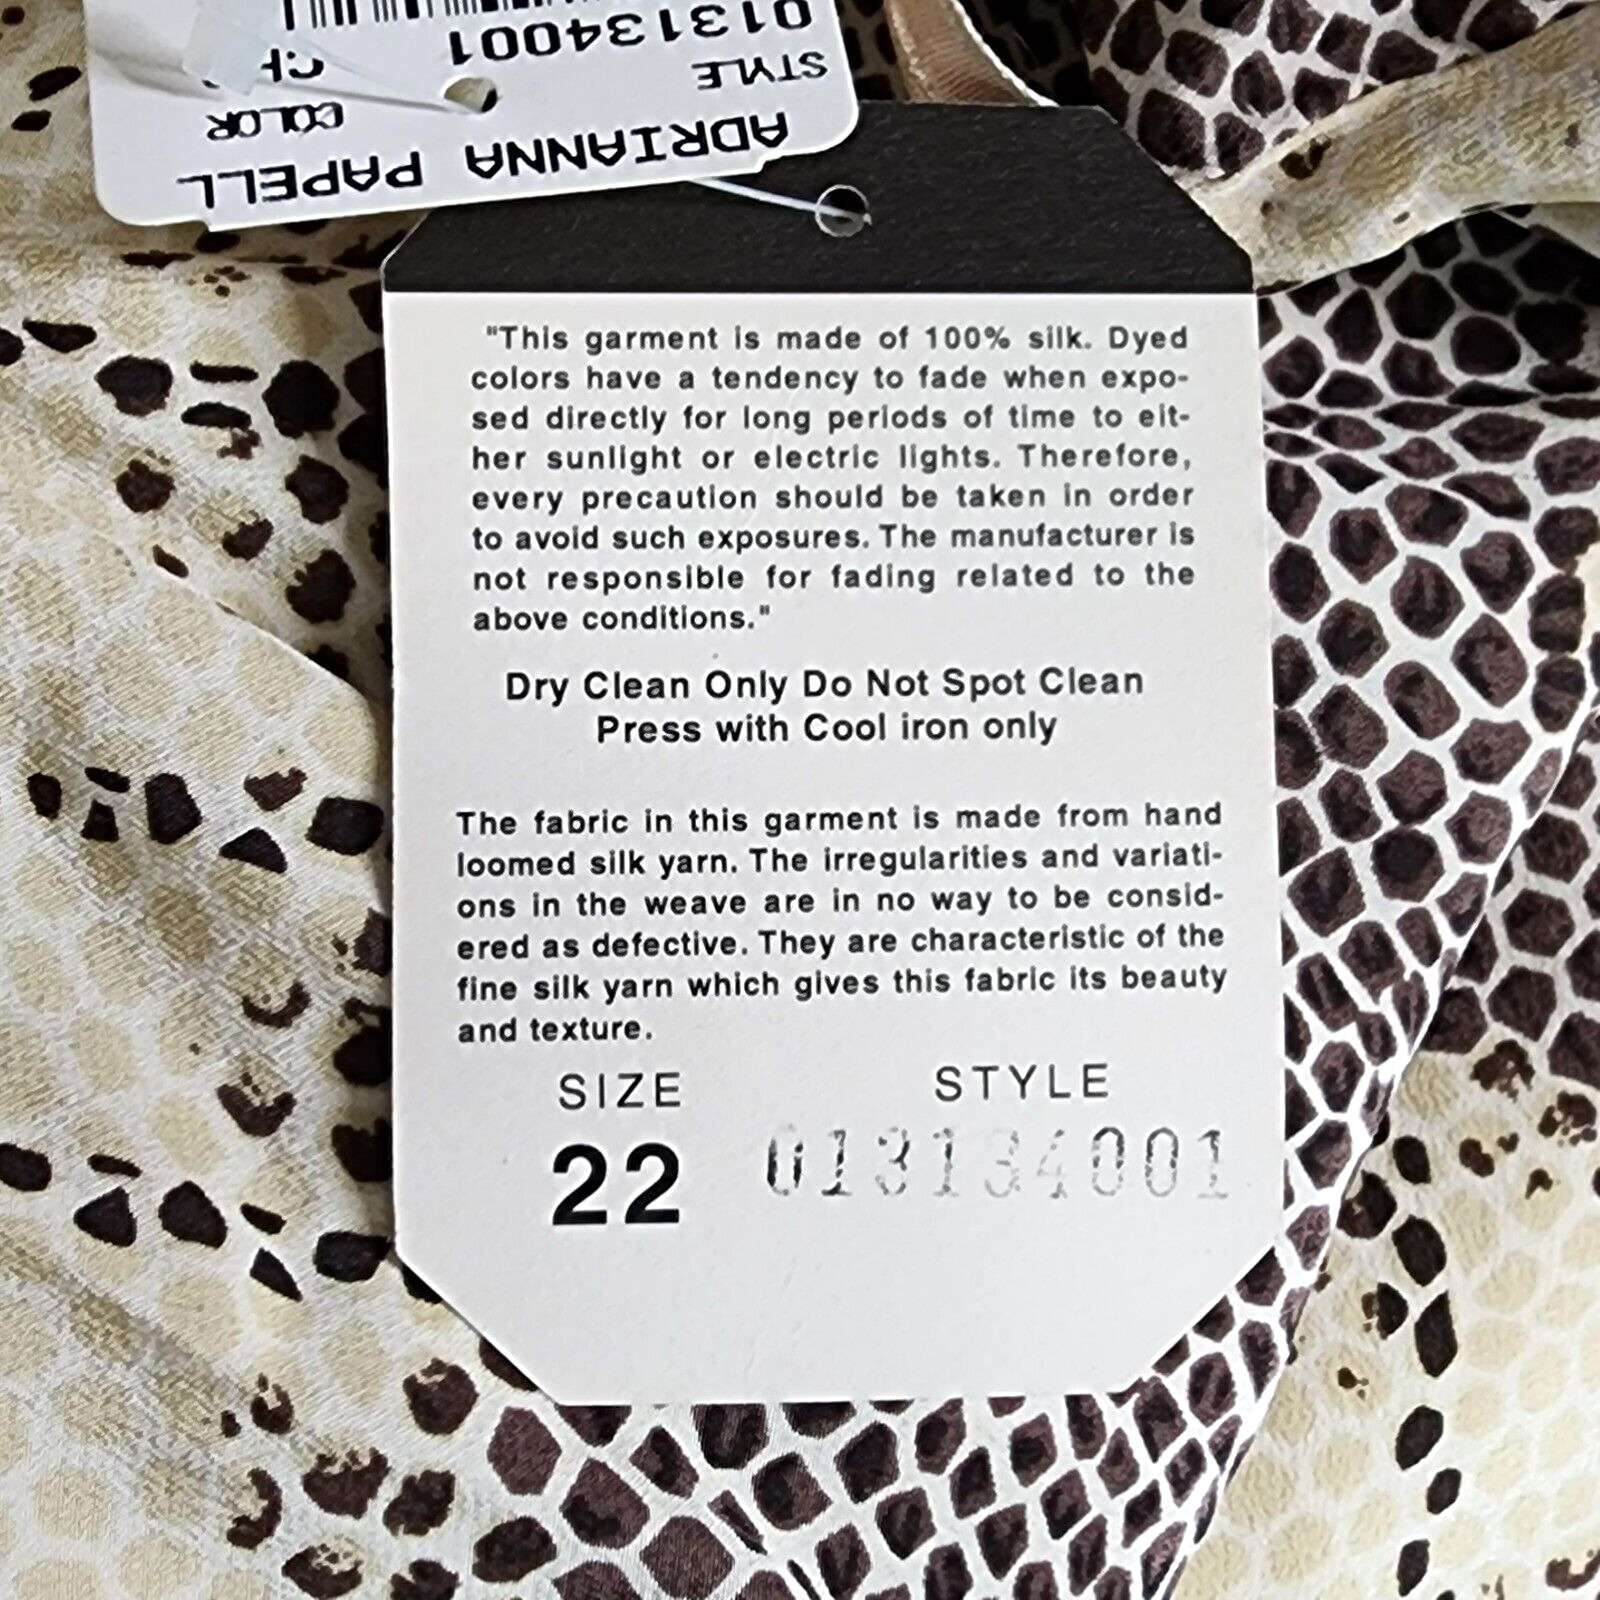 ADRIANNA PAPELL
STYLE COLOR
013134001
"This garment is made of 100% silk. Dyed
colors have a tendency to fade when expo-
sed directly for long periods of time to eit-
her sunlight or electric lights. Therefore,
every precaution should be taken in order
to avoid such exposures. The manufacturer is
not responsible for fading related to the
above conditions."
Dry Clean Only Do Not Spot Clean
Press with Cool iron only
The fabric in this garment is made from hand
loomed silk yarn. The irregularities and variati-
ons in the weave are in no way to be consid-
ered as defective. They are characteristic of the
fine silk yarn which gives this fabric its beauty
and texture.
SIZE STYLE
22 013134001